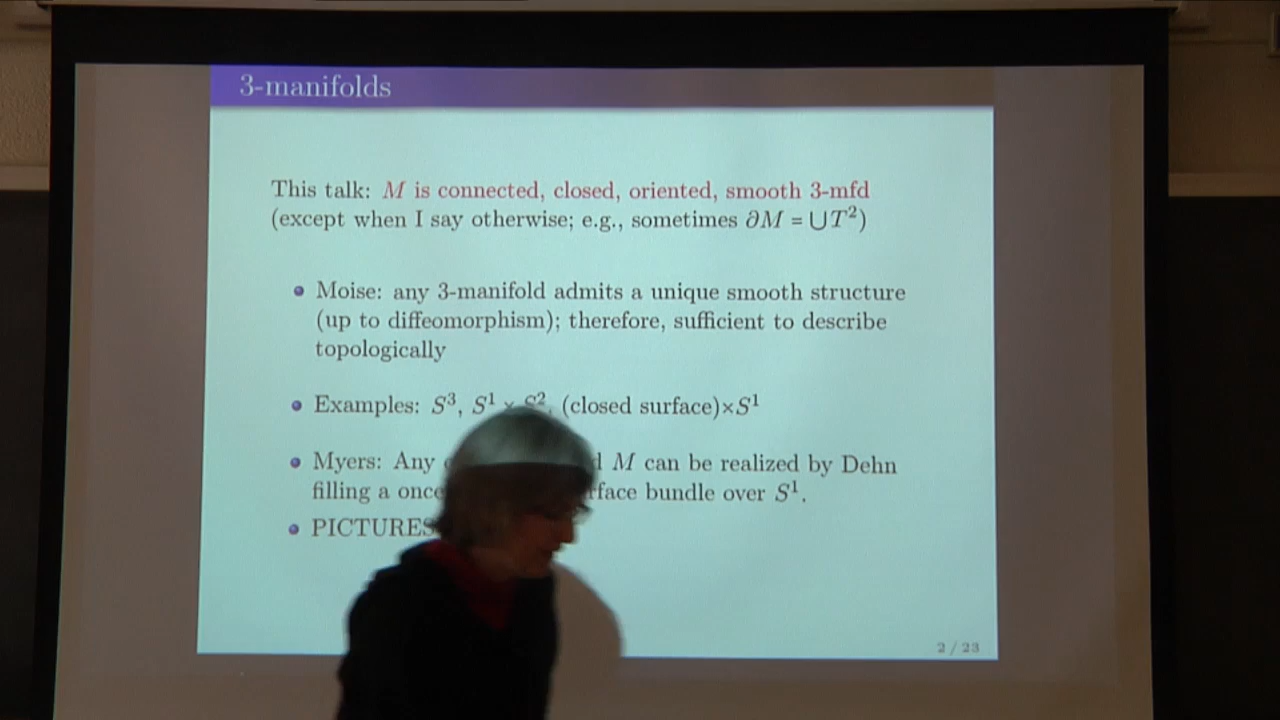 3-manifolds
This talk: M is connected, closed, oriented, smooth 3-mfd
(except when I say otherwise; e.g., sometimes ∂M = ∪T²)
Moise: any 3-manifold admits a unique smooth structure
(up to diffeomorphism); therefore, sufficient to describe
topologically
Examples: S³, S¹ × S², (closed surface)×S¹
Myers: Any M can be realized by Dehn
filling a once bundle over S¹.
PICTURES
2 / 23